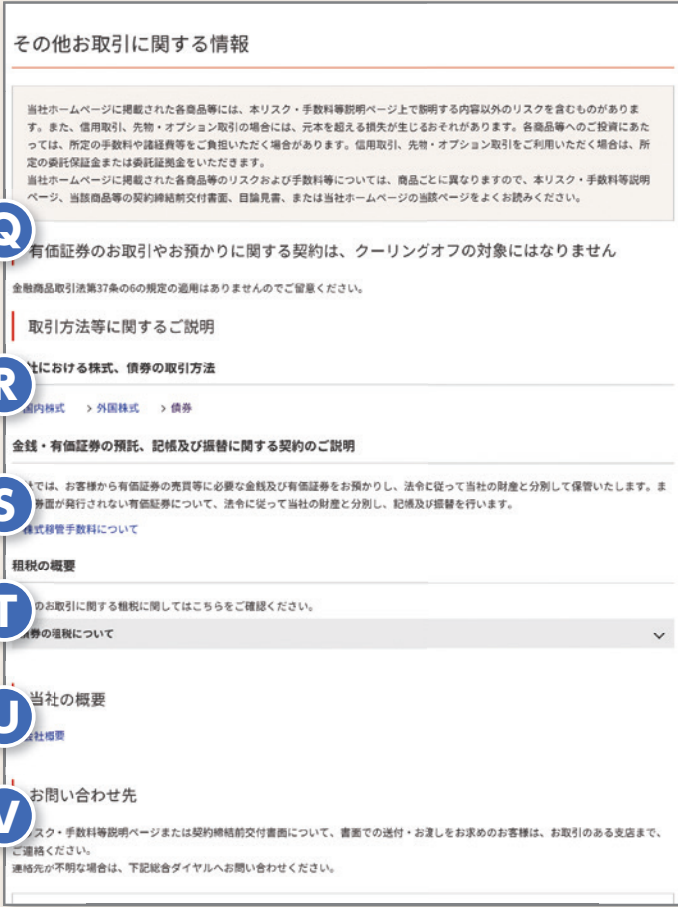 その他お取引に関する情報
当社ホームページに掲載された各商品等には、本リスク・手数料等説明ページ上で説明する内容以外のリスクを含むものがありま
す。また、信用取引、先物・オプション取引の場合には、元本を超える損失が生じるおそれがあります。各商品等へのご投資にあた
っては、所定の手数料や諸経費等をご負担いただく場合があります。信用取引、先物・オプション取引をご利用いただく場合は、所
定の委託保証金または委託証拠金をいただきます。
当社ホームページに掲載された各商品等のリスクおよび手数料等については、商品ごとに異なりますので、本リスク・手数料等説明
ページ、当該商品等の契約締結前交付書面、目論見書、または当社ホームページの当該ページをよくお読みください。
Q
有価証券のお取引やお預かりに関する契約は、クーリングオフの対象にはなりません
金融商品取引法第37条の6の規定の適用はありませんのでご留意ください。
取引方法等に関するご説明
社における株式、債券の取引方法
R
国内株式 > 外国株式 > 債券
金銭・有価証券の預託、記帳及び振替に関する契約のご説明
では、お客様から有価証券の売買等に必要な金銭及び有価証券をお預かりし、法令に従って当社の財産と分別して保管いたします。ま
S
券面が発行されない有価証券について、法令に従って当社の財産と分別し、記帳及び振替を行います。
株式移管手数料について
租税の概要
T
のお取引に関する租税に関してはこちらをご確認ください。
債券の租税について
U
当社の概要
会社概要
お問い合わせ先
V
リスク・手数料等説明ページまたは契約締結前交付書面について、書面での送付・お渡しをお求めのお客様は、お取引のある支店まで、
ご連絡ください。
連絡先が不明な場合は、下記総合ダイヤルへお問い合わせください。